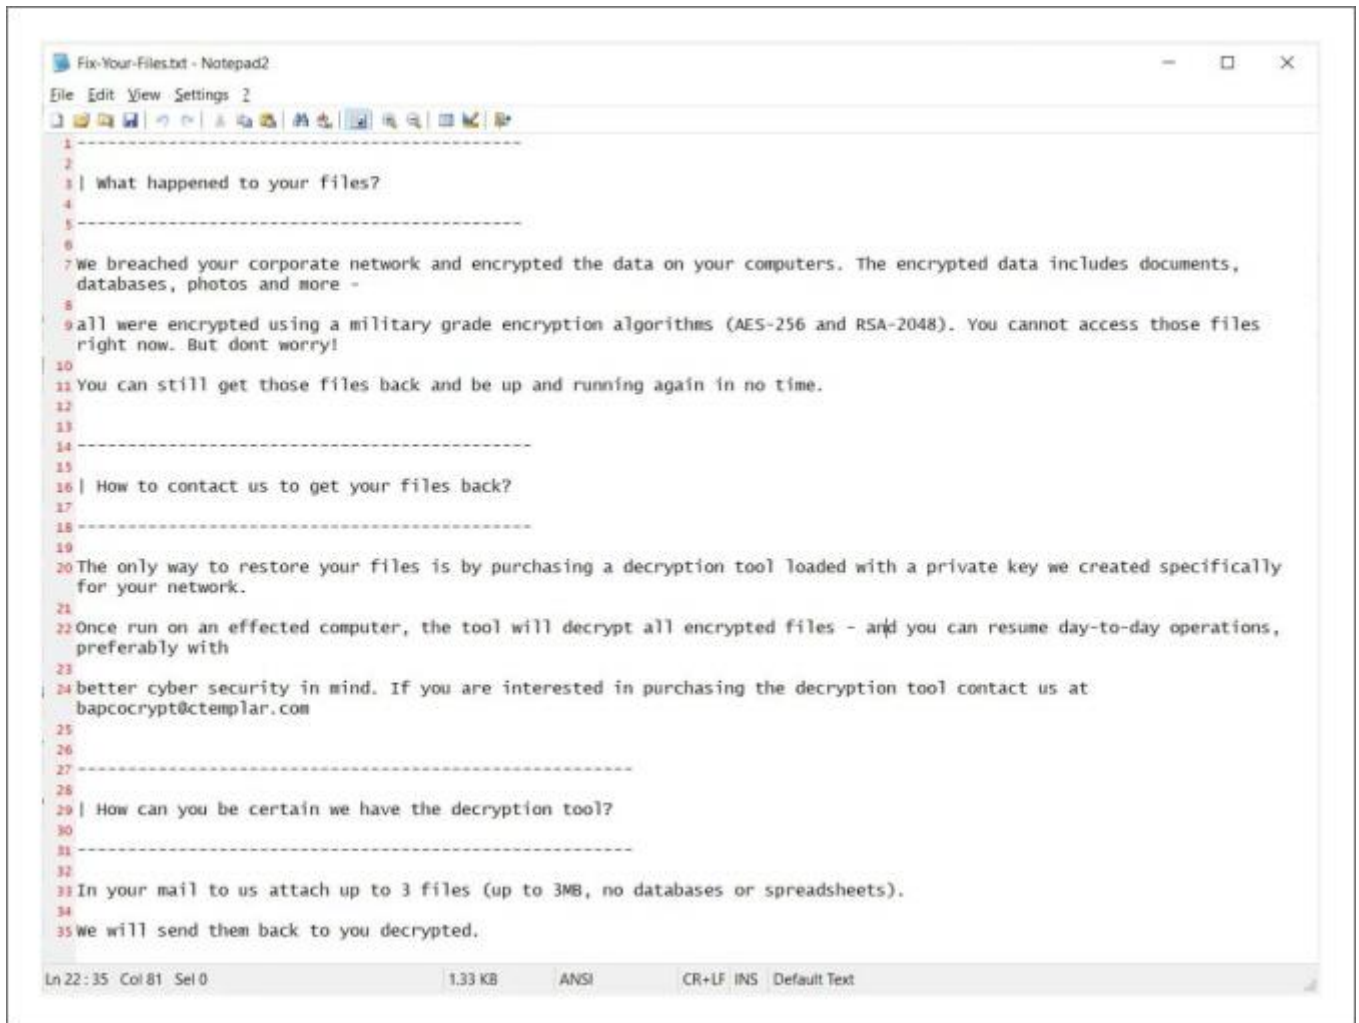 Fix-Your-Files.txt - Notepad2
File Edit View Settings ?
1 --------------------------------------------
2
3 | What happened to your files?
4
5 --------------------------------------------
6
7 We breached your corporate network and encrypted the data on your computers. The encrypted data includes documents,
databases, photos and more -
8
9 all were encrypted using a military grade encryption algorithms (AES-256 and RSA-2048). You cannot access those files
right now. But dont worry!
10
11 You can still get those files back and be up and running again in no time.
12
13
14 ---------------------------------------------
15
16 | How to contact us to get your files back?
17
18 ---------------------------------------------
19
20 The only way to restore your files is by purchasing a decryption tool loaded with a private key we created specifically
for your network.
21
22 Once run on an effected computer, the tool will decrypt all encrypted files - and you can resume day-to-day operations,
preferably with
23
24 better cyber security in mind. If you are interested in purchasing the decryption tool contact us at
bapcocrypt@ctemplar.com
25
26
27 -------------------------------------------------------
28
29 | How can you be certain we have the decryption tool?
30
31 -------------------------------------------------------
32
33 In your mail to us attach up to 3 files (up to 3MB, no databases or spreadsheets).
34
35 We will send them back to you decrypted.
Ln 22 : 35 Col 81 Sel 0 1.33 KB ANSI CR+LF INS Default Text